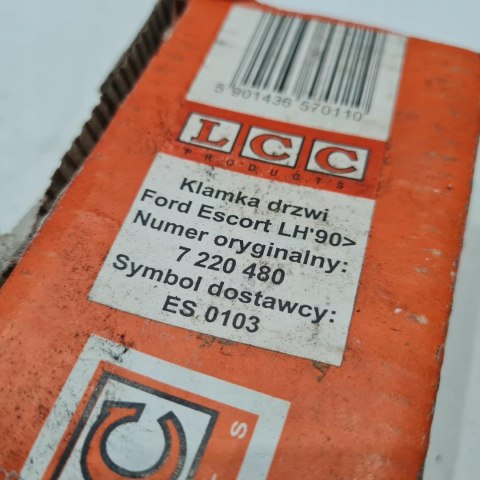 5 901436 570110
LCC
PRODUCTS
Klamka drzwi
Ford Escort LH'90>
Numer oryginalny:
7 220 480
Symbol dostawcy:
ES 0103
C
S